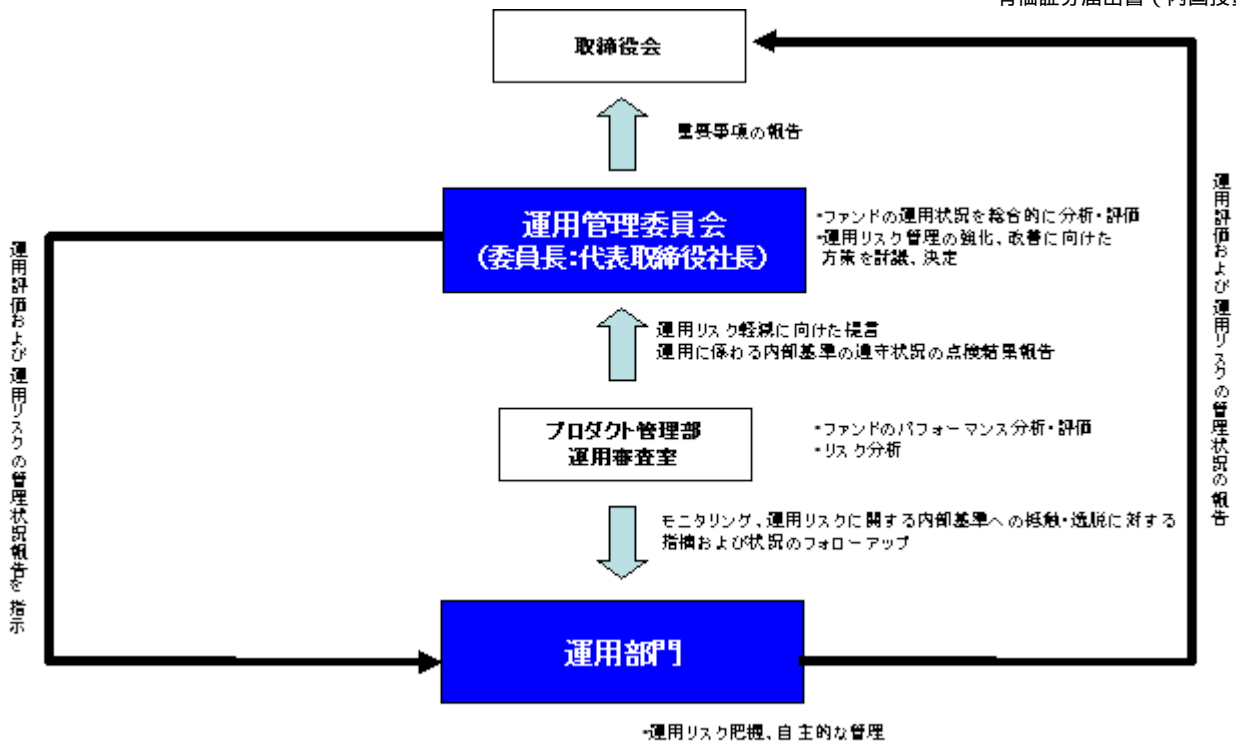 有価証券届出書（内国投資
取締役会
重要事項の報告
運用管理委員会
(委員長:代表取締役社長)
・ファンドの運用状況を総合的に分析・評価
・運用リスク管理の強化、改善に向けた
方策を討議、決定
運用リスク軽減に向けた提言
運用に係わる内部基準の遵守状況の点検結果報告
プロダクト管理部
運用審査室
・ファンドのパフォーマンス分析・評価
・リスク分析
モニタリング、運用リスクに関する内部基準への抵触・逸脱に対する
指摘および状況のフォローアップ
運用部門
・運用リスク把握、自主的な管理
運用評価および運用リスクの管理状況報告を指示
運用評価および運用リスクの管理状況の報告